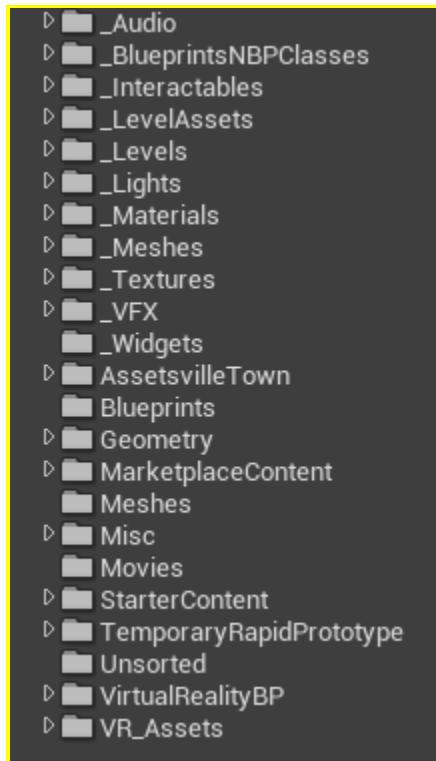 _Audio
_BlueprintsNBPClasses
_Interactables
_LevelAssets
_Levels
_Lights
_Materials
_Meshes
_Textures
_VFX
_Widgets
AssetsvilleTown
Blueprints
Geometry
MarketplaceContent
Meshes
Misc
Movies
StarterContent
TemporaryRapidPrototype
Unsorted
VirtualRealityBP
VR_Assets